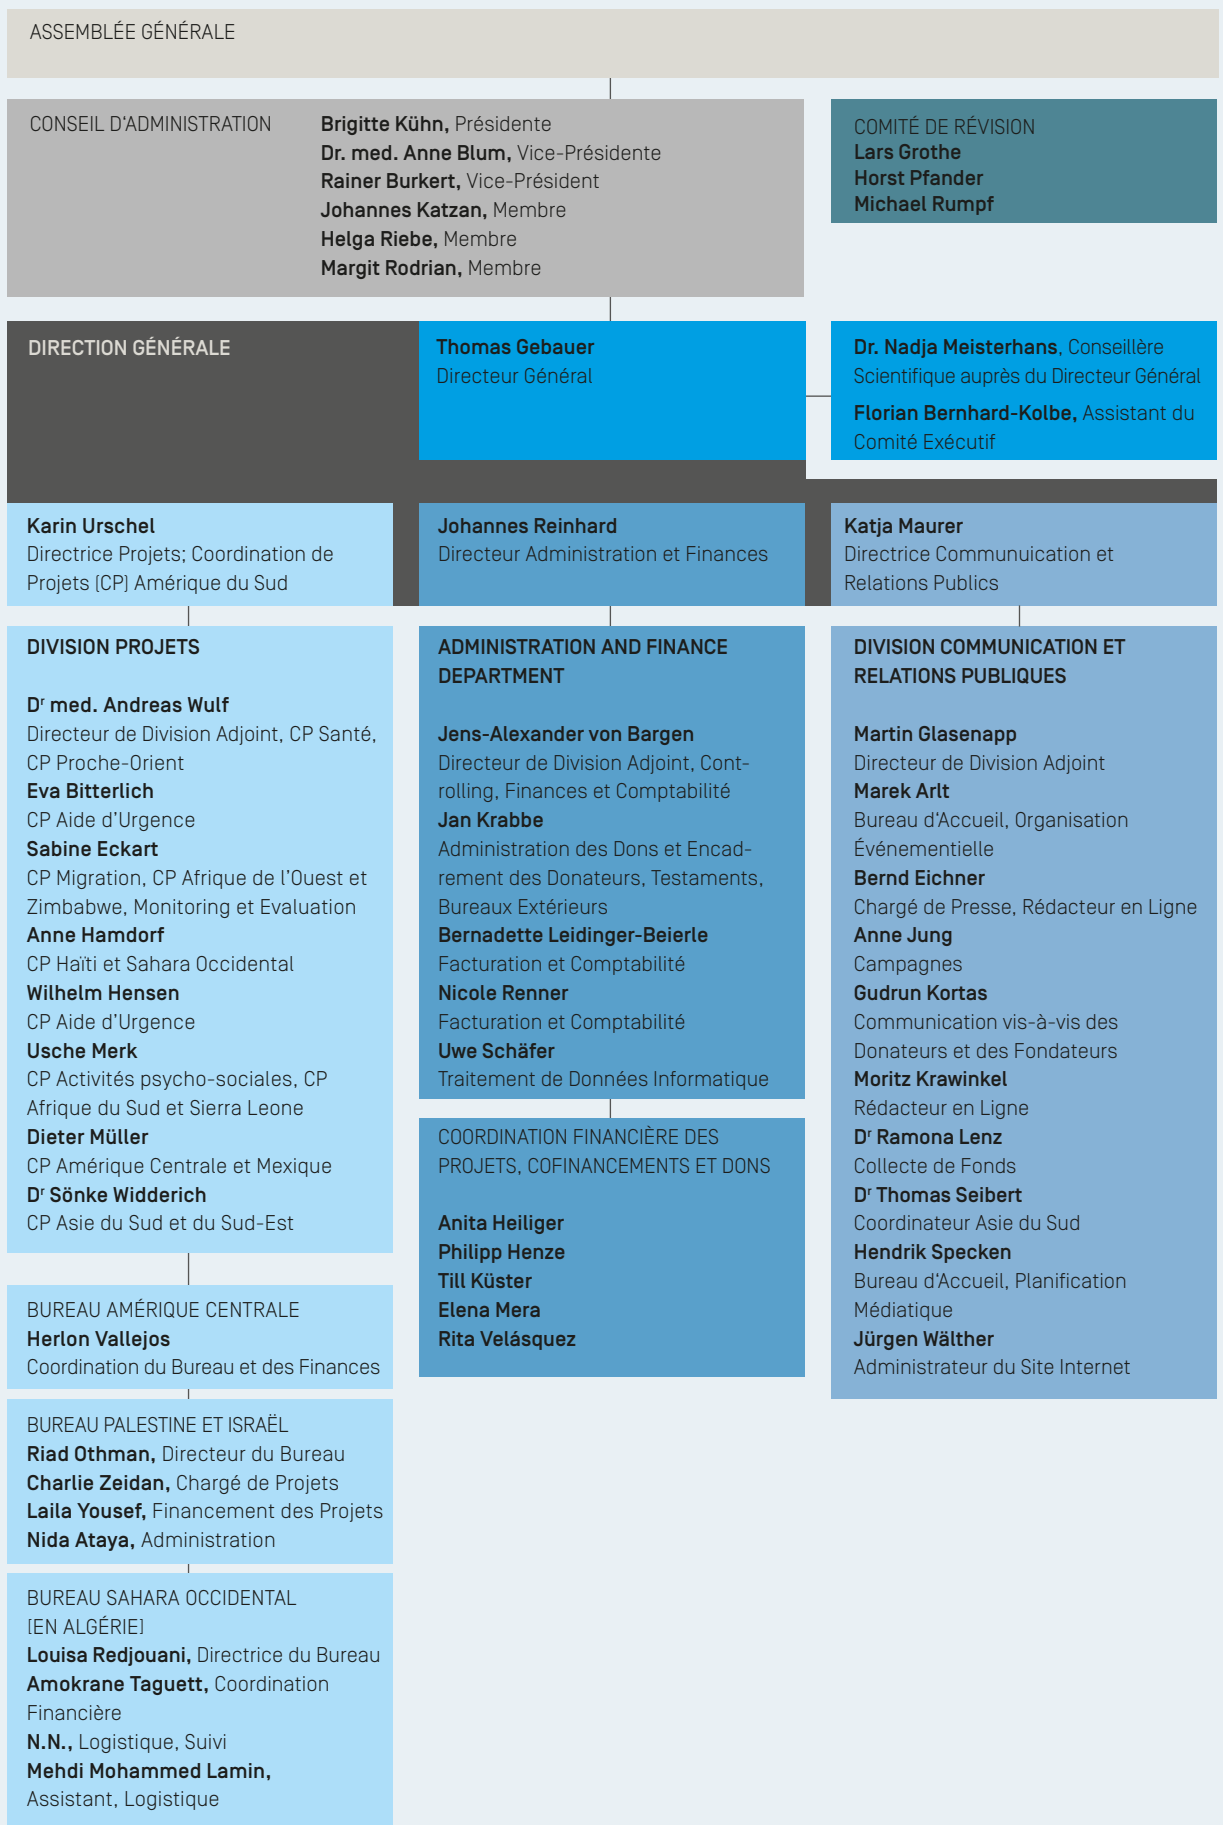 ASSEMBLÉE GÉNÉRALE
CONSEIL D'ADMINISTRATION
Brigitte Kühn, Présidente
Dr. med. Anne Blum, Vice-Présidente
Rainer Burkert, Vice-Président
Johannes Katzan, Membre
Helga Riebe, Membre
Margit Rodrian, Membre
COMITÉ DE RÉVISION
Lars Grothe
Horst Pfander
Michael Rumpf
DIRECTION GÉNÉRALE
Thomas Gebauer
Directeur Général
Dr. Nadja Meisterhans, Conseillère
Scientifique auprès du Directeur Général
Florian Bernhard-Kolbe, Assistant du
Comité Exécutif
Karin Urschel
Directrice Projets; Coordination de
Projets (CP) Amérique du Sud
Johannes Reinhard
Directeur Administration et Finances
Katja Maurer
Directrice Communuication et
Relations Publics
DIVISION PROJETS
Dr med. Andreas Wulf
Directeur de Division Adjoint, CP Santé,
CP Proche-Orient
Eva Bitterlich
CP Aide d'Urgence
Sabine Eckart
CP Migration, CP Afrique de l'Ouest et
Zimbabwe, Monitoring et Evaluation
Anne Hamdorf
CP Haïti et Sahara Occidental
Wilhelm Hensen
CP Aide d'Urgence
Usche Merk
CP Activités psycho-sociales, CP
Afrique du Sud et Sierra Leone
Dieter Müller
CP Amérique Centrale et Mexique
Dr Sönke Widderich
CP Asie du Sud et du Sud-Est
BUREAU AMÉRIQUE CENTRALE
Herlon Vallejos
Coordination du Bureau et des Finances
BUREAU PALESTINE ET ISRAËL
Riad Othman, Directeur du Bureau
Charlie Zeidan, Chargé de Projets
Laila Yousef, Financement des Projets
Nida Ataya, Administration
BUREAU SAHARA OCCIDENTAL
(EN ALGÉRIE)
Louisa Redjouani, Directrice du Bureau
Amokrane Taguett, Coordination
Financière
N.N., Logistique, Suivi
Mehdi Mohammed Lamin,
Assistant, Logistique
ADMINISTRATION AND FINANCE
DEPARTMENT
Jens-Alexander von Bargen
Directeur de Division Adjoint, Cont-
rolling, Finances et Comptabilité
Jan Krabbe
Administration des Dons et Encad-
rement des Donateurs, Testaments,
Bureaux Extérieurs
Bernadette Leidinger-Beierle
Facturation et Comptabilité
Nicole Renner
Facturation et Comptabilité
Uwe Schäfer
Traitement de Données Informatique
COORDINATION FINANCIÈRE DES
PROJETS, COFINANCEMENTS ET DONS
Anita Heiliger
Philipp Henze
Till Küster
Elena Mera
Rita Velásquez
DIVISION COMMUNICATION ET
RELATIONS PUBLIQUES
Martin Glasenapp
Directeur de Division Adjoint
Marek Arlt
Bureau d'Accueil, Organisation
Événementielle
Bernd Eichner
Chargé de Presse, Rédacteur en Ligne
Anne Jung
Campagnes
Gudrun Kortas
Communication vis-à-vis des
Donateurs et des Fondateurs
Moritz Krawinkel
Rédacteur en Ligne
Dr Ramona Lenz
Collecte de Fonds
Dr Thomas Seibert
Coordinateur Asie du Sud
Hendrik Specken
Bureau d'Accueil, Planification
Médiatique
Jürgen Wälther
Administrateur du Site Internet